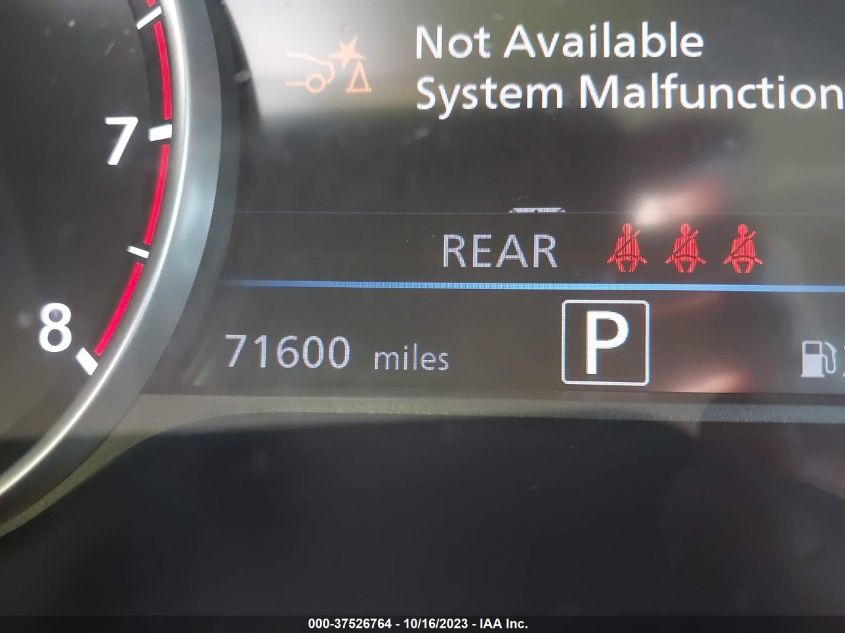 Not Available
System Malfunction
7
REAR
8
71600 miles
P
000-37526764 - 10/16/2023 - IAA Inc.